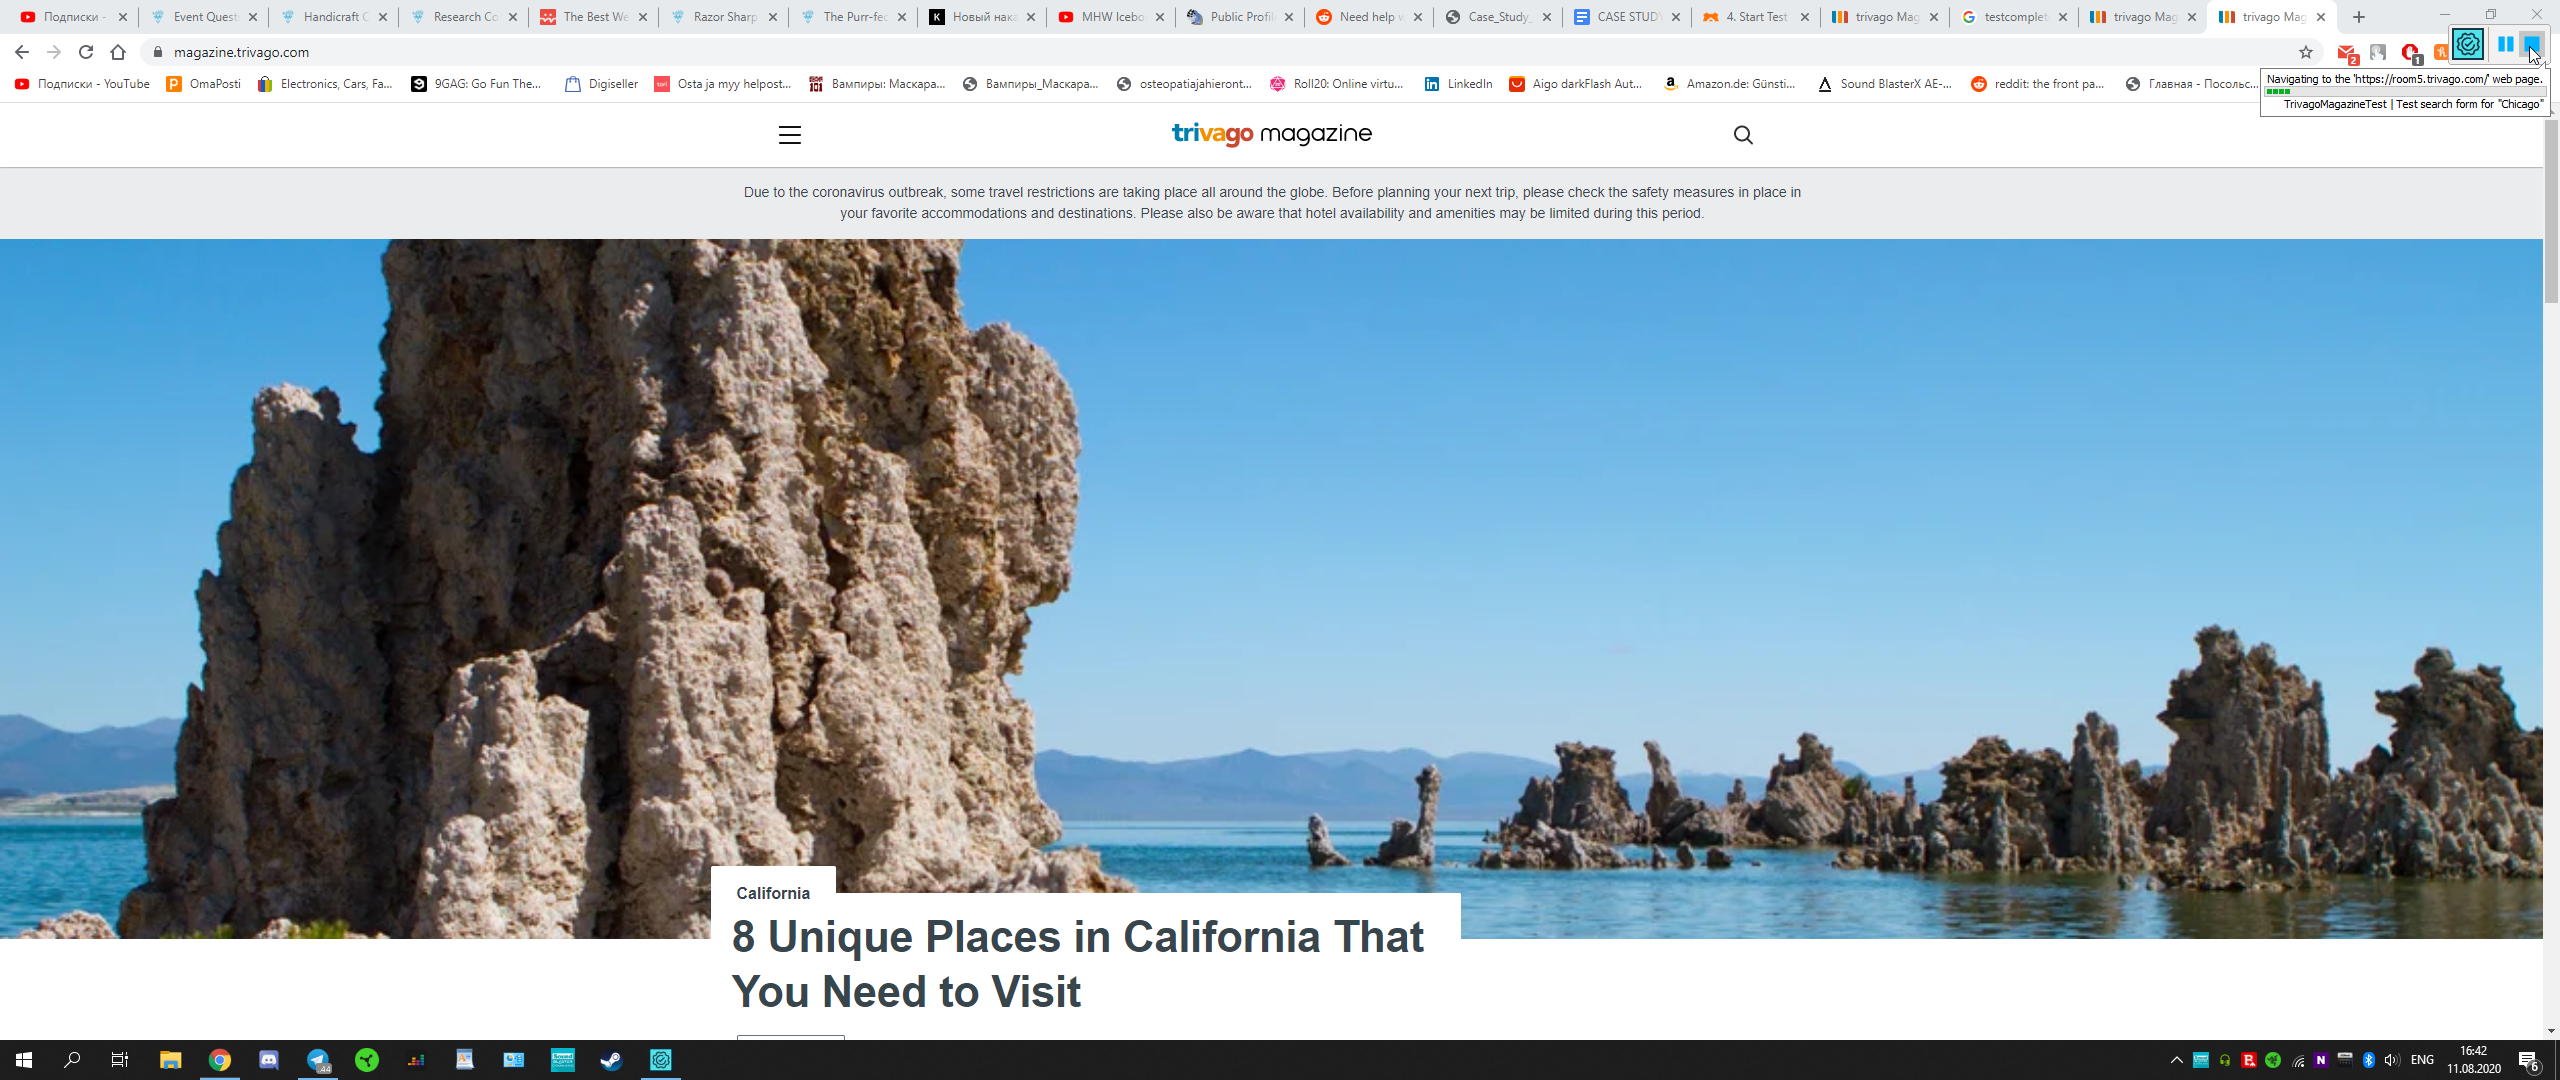 Подписки -
Event Quest
Handicraft C
Research Co
The Best We
Razor Sharp
The Purr-fec
Новый нака
MHW Icebo
Public Profil
Need help w
Case_Study_
CASE STUDY
4. Start Test
trivago Mag
testcomplet
trivago Mag
trivago Mag
magazine.trivago.com
2
1
Подписки - YouTube
OmaPosti
Electronics, Cars, Fa...
9GAG: Go Fun The...
Digiseller
Osta ja myy helpost...
Вампиры: Маскара...
Вампиры_Маскара...
osteopatiajahieront...
Roll20: Online virtu...
LinkedIn
Aigo darkFlash Aut...
Amazon.de: Günsti...
Sound BlasterX AE-...
reddit: the front pa...
Главная - Посольс...
Navigating to the 'https://room5.trivago.com/' web page.
TrivagoMagazineTest | Test search form for "Chicago"
trivago magazine
Due to the coronavirus outbreak, some travel restrictions are taking place all around the globe. Before planning your next trip, please check the safety measures in place in
your favorite accommodations and destinations. Please also be aware that hotel availability and amenities may be limited during this period.
California
8 Unique Places in California That
You Need to Visit
44
ENG
16:42
11.08.2020
6